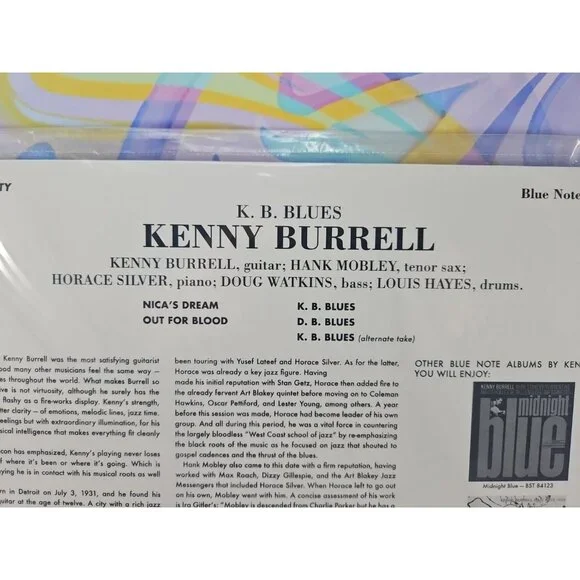 TY
Blue Note
K. B. BLUES
KENNY BURRELL
KENNY BURRELL, guitar; HANK MOBLEY, tenor sax;
HORACE SILVER, piano; DOUG WATKINS, bass; LOUIS HAYES, drums.
NICA'S DREAM
OUT FOR BLOOD
K. B. BLUES
D. B. BLUES
K. B. BLUES (alternate take)
Kenny Burrell was the most satisfying guitarist
d many other musicians feel the same way —
es throughout the world. What makes Burrell so
ive is not virtuosity, although he surely has the
flashy as a fire-works display. Kenny's strength,
tter clarity – of emotions, melodic lines, jazz time.
eelings but with extraordinary illumination, for his
usical intelligence that makes everything fit cleanly
con has emphasized, Kenny's playing never loses
f where it's been or where it's going. Which is
ying he is in contact with his musical roots with
rn in Detroit on July 3, 1931, and he found his
uitar at the age of twelve. A city with a rich jazz
been touring with Yusef Lateef and Horace Silver. As for the latter,
Horace was already a key jazz figure. Having
made his initial reputation with Stan Getz, Horace then added fire to
the already fervent Art Blakey quintet before moving on to Coleman
Hawkins, Oscar Pettiford, and Lester Young, among others. A year
before this session was made, Horace had become leader of his own
group. And all during this period, he was a vital force in countering
the largely bloodless "West Coast school of jazz" by re-emphasizing
the black roots of the music as he focused on jazz that shouted to
gospel cadences and the thrust of the blues.
Hank Mobley also came to this date with a firm reputation, having
worked with Max Roach, Dizzy Gillespie, and the Art Blakey Jazz
Messengers that included Horace Silver. When Horace left to go out
on his own, Mobley went with him. A concise assessment of his work
is Ira Gitler's: "Mobley is descended from Charlie Parker but he has a
OTHER BLUE NOTE ALBUMS BY KEN
YOU WILL ENJOY:
KENNY BURRELL
midnight
blue
Midnight Blue – BST 84123